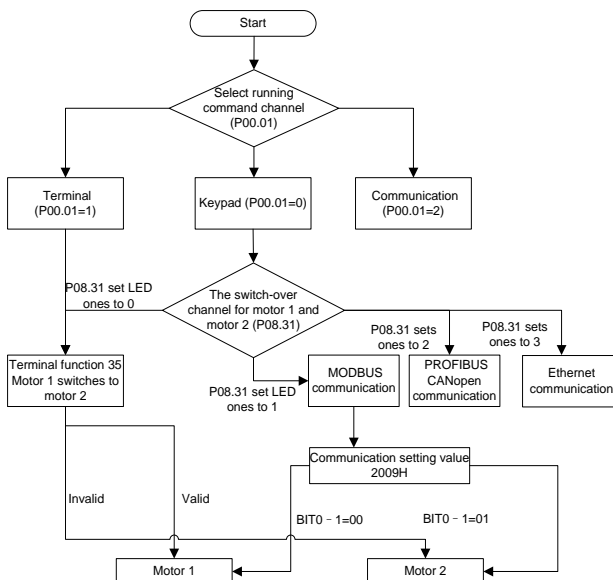 Start
Select running
command channel
(P00.01)
Terminal
(P00.01=1)
Keypad (P00.01=0)
Communication
(P00.01=2)
P08.31 set LED
ones to 0
The switch-over
channel for motor 1 and
motor 2 (P08.31)
P08.31 sets
ones to 2
P08.31 sets
ones to 3
Terminal function 35
Motor 1 switches to
motor 2
P08.31 set LED
ones to 1
MODBUS
communication
PROFIBUS
CANopen
communication
Ethernet
communication
Communication setting value
2009H
Invalid
Valid
BIT0﹣1=00
BIT0﹣1=01
Motor 1
Motor 2